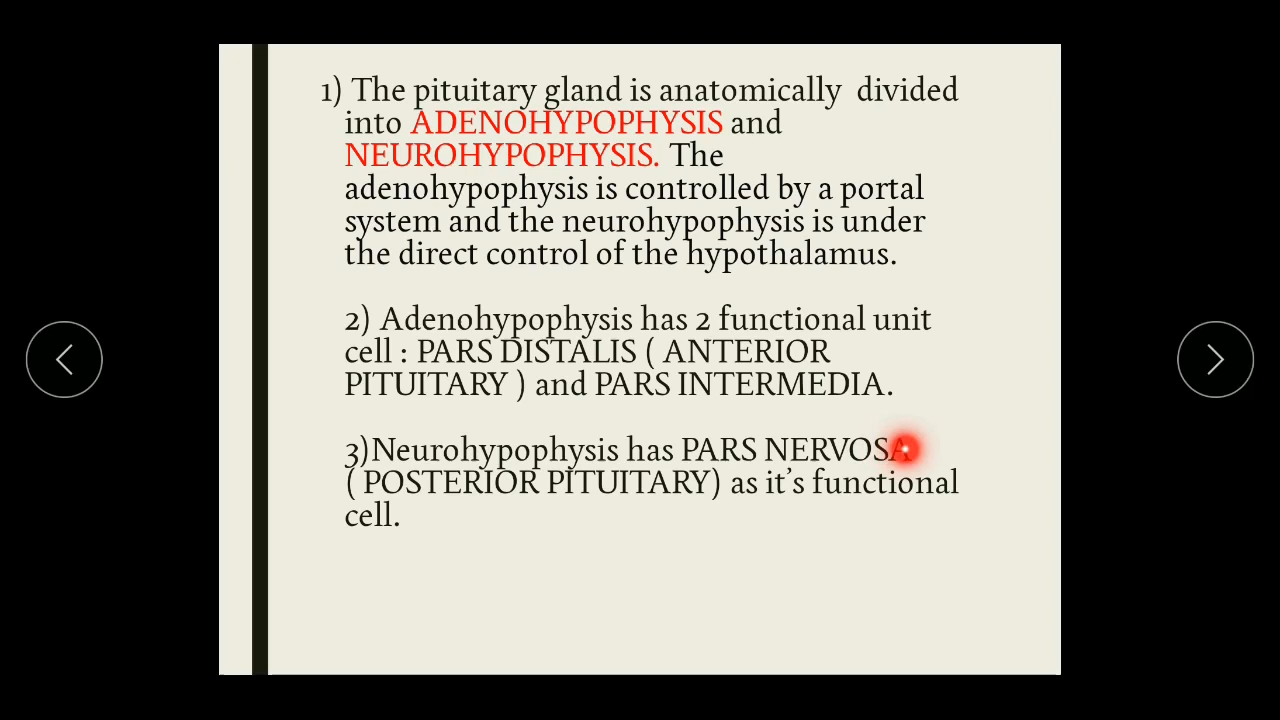 1) The pituitary gland is anatomically  divided
into ADENOHYPOPHYSIS and
NEUROHYPOPHYSIS. The
adenohypophysis is controlled by a portal
system and the neurohypophysis is under
the direct control of the hypothalamus.
2) Adenohypophysis has 2 functional unit
cell : PARS DISTALIS ( ANTERIOR
PITUITARY ) and PARS INTERMEDIA.
3)Neurohypophysis has PARS NERVOSA
( POSTERIOR PITUITARY) as it’s functional
cell.